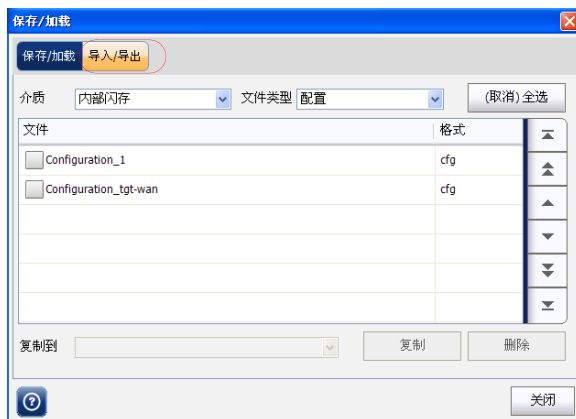 保存/加载
保存/加载 导入/导出
介质 内部闪存 文件类型 配置 (取消)全选
文件 格式
Configuration_1 cfg
Configuration_tgt-wan cfg
复制到 复制 删除
关闭